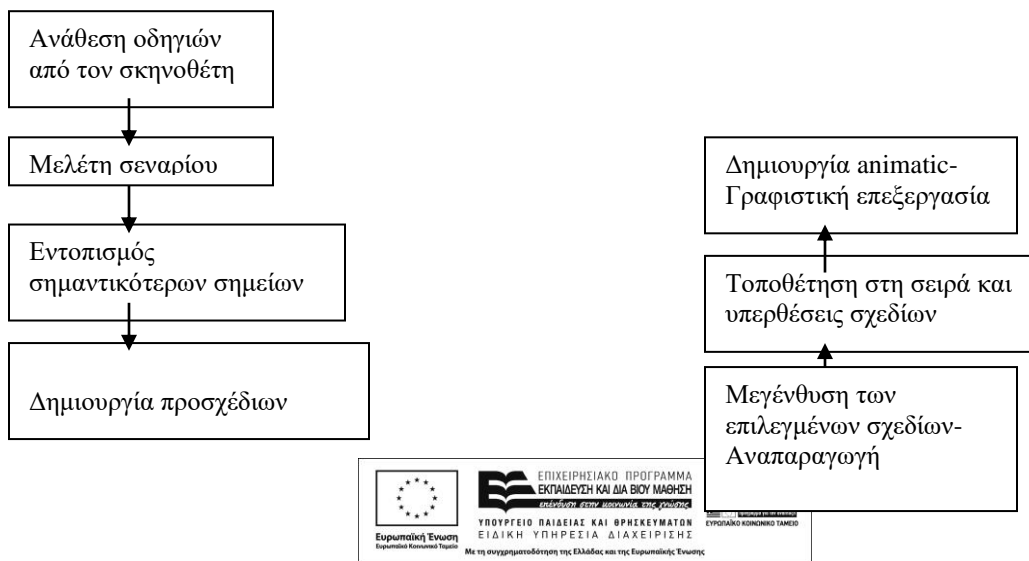 Ανάθεση οδηγιών
από τον σκηνοθέτη
Μελέτη σεναρίου
Εντοπισμός
σημαντικότερων σημείων
Δημιουργία προσχέδιων
Δημιουργία animatic-
Γραφιστική επεξεργασία
Τοποθέτηση στη σειρά και
υπερθέσεις σχεδίων
Μεγένθυση των
επιλεγμένων σχεδίων-
Αναπαραγωγή
Ευρωπαϊκή Ένωση
Ευρωπαϊκό Κοινωνικό Ταμείο
ΕΠΙΧΕΙΡΗΣΙΑΚΟ ΠΡΟΓΡΑΜΜΑ
ΕΚΠΑΙΔΕΥΣΗ ΚΑΙ ΔΙΑ ΒΙΟΥ ΜΑΘΗΣΗ
επένδυση στην κοινωνία της γνώσης
ΥΠΟΥΡΓΕΙΟ ΠΑΙΔΕΙΑΣ ΚΑΙ ΘΡΗΣΚΕΥΜΑΤΩΝ
ΕΙΔΙΚΗ ΥΠΗΡΕΣΙΑ ΔΙΑΧΕΙΡΙΣΗΣ
Με τη συγχρηματοδότηση της Ελλάδας και της Ευρωπαϊκής Ένωσης
ΕΥΡΩΠΑΪΚΟ ΚΟΙΝΩΝΙΚΟ ΤΑΜΕΙΟ